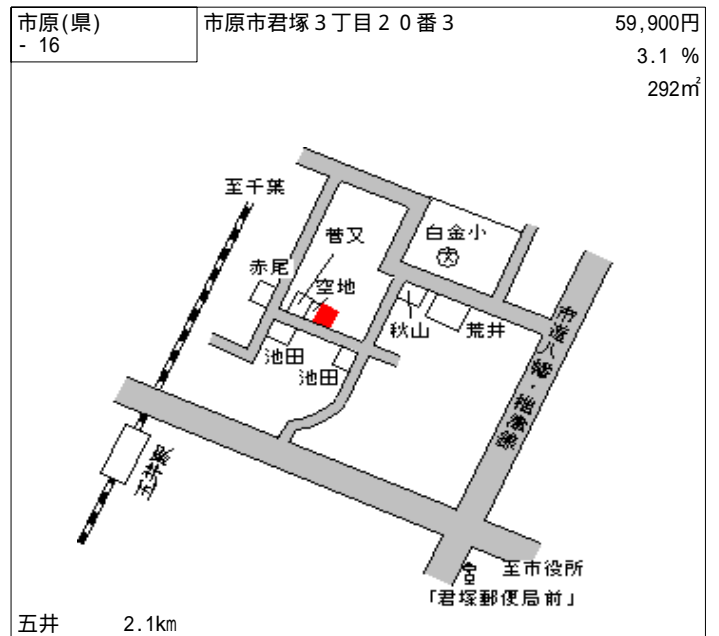 市原(県)
- 16
市原市君塚3丁目20番3
59,900円
3.1 %
292㎡
至千葉
菅又
白金小
赤尾
空地
秋山
荒井
池田
池田
市道八幡・椎津線
五井駅
至市役所
「君塚郵便局前」
五井 2.1km